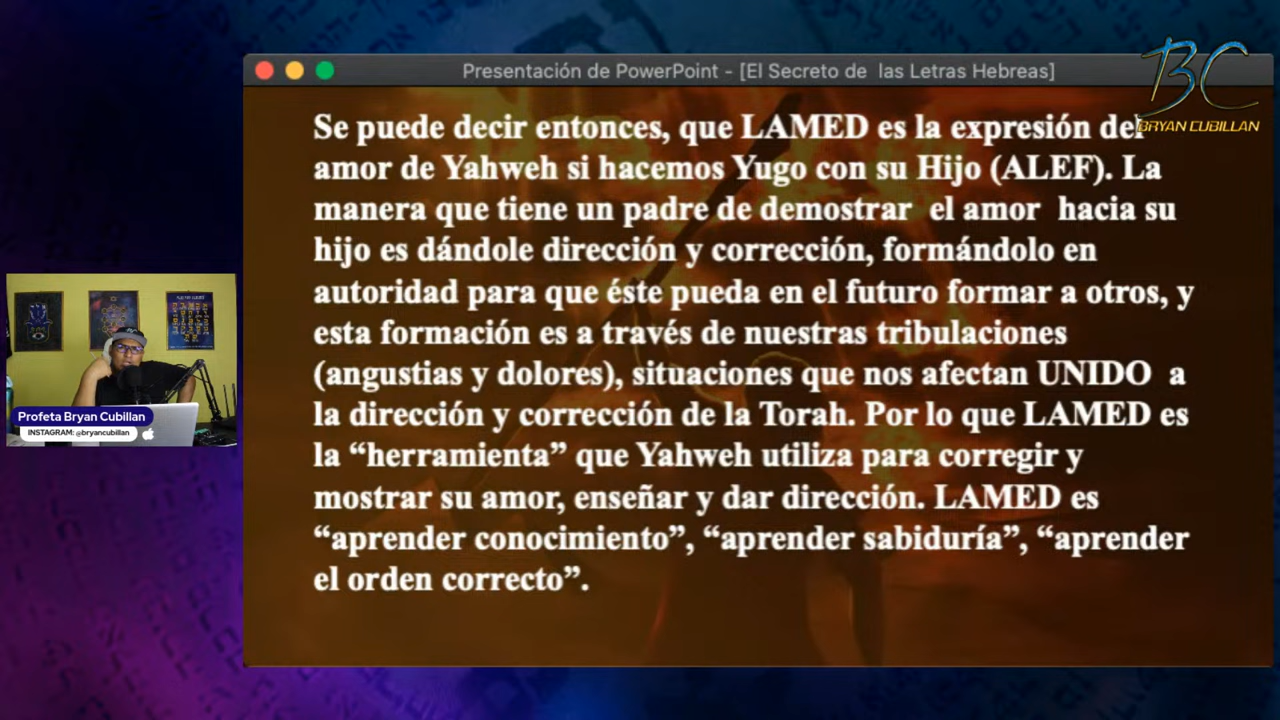 Presentación de PowerPoint - [El Secreto de las Letras Hebreas]
BC
BRYAN CUBILLAN
Se puede decir entonces, que LAMED es la expresión del
amor de Yahweh si hacemos Yugo con su Hijo (ALEF). La
manera que tiene un padre de demostrar el amor hacia su
hijo es dándole dirección y corrección, formándolo en
autoridad para que éste pueda en el futuro formar a otros, y
esta formación es a través de nuestras tribulaciones
(angustias y dolores), situaciones que nos afectan UNIDO a
la dirección y corrección de la Torah. Por lo que LAMED es
la “herramienta” que Yahweh utiliza para corregir y
mostrar su amor, enseñar y dar dirección. LAMED es
“aprender conocimiento”, “aprender sabiduría”, “aprender
el orden correcto”.
Profeta Bryan Cubillan
INSTAGRAM: @bryancubillan